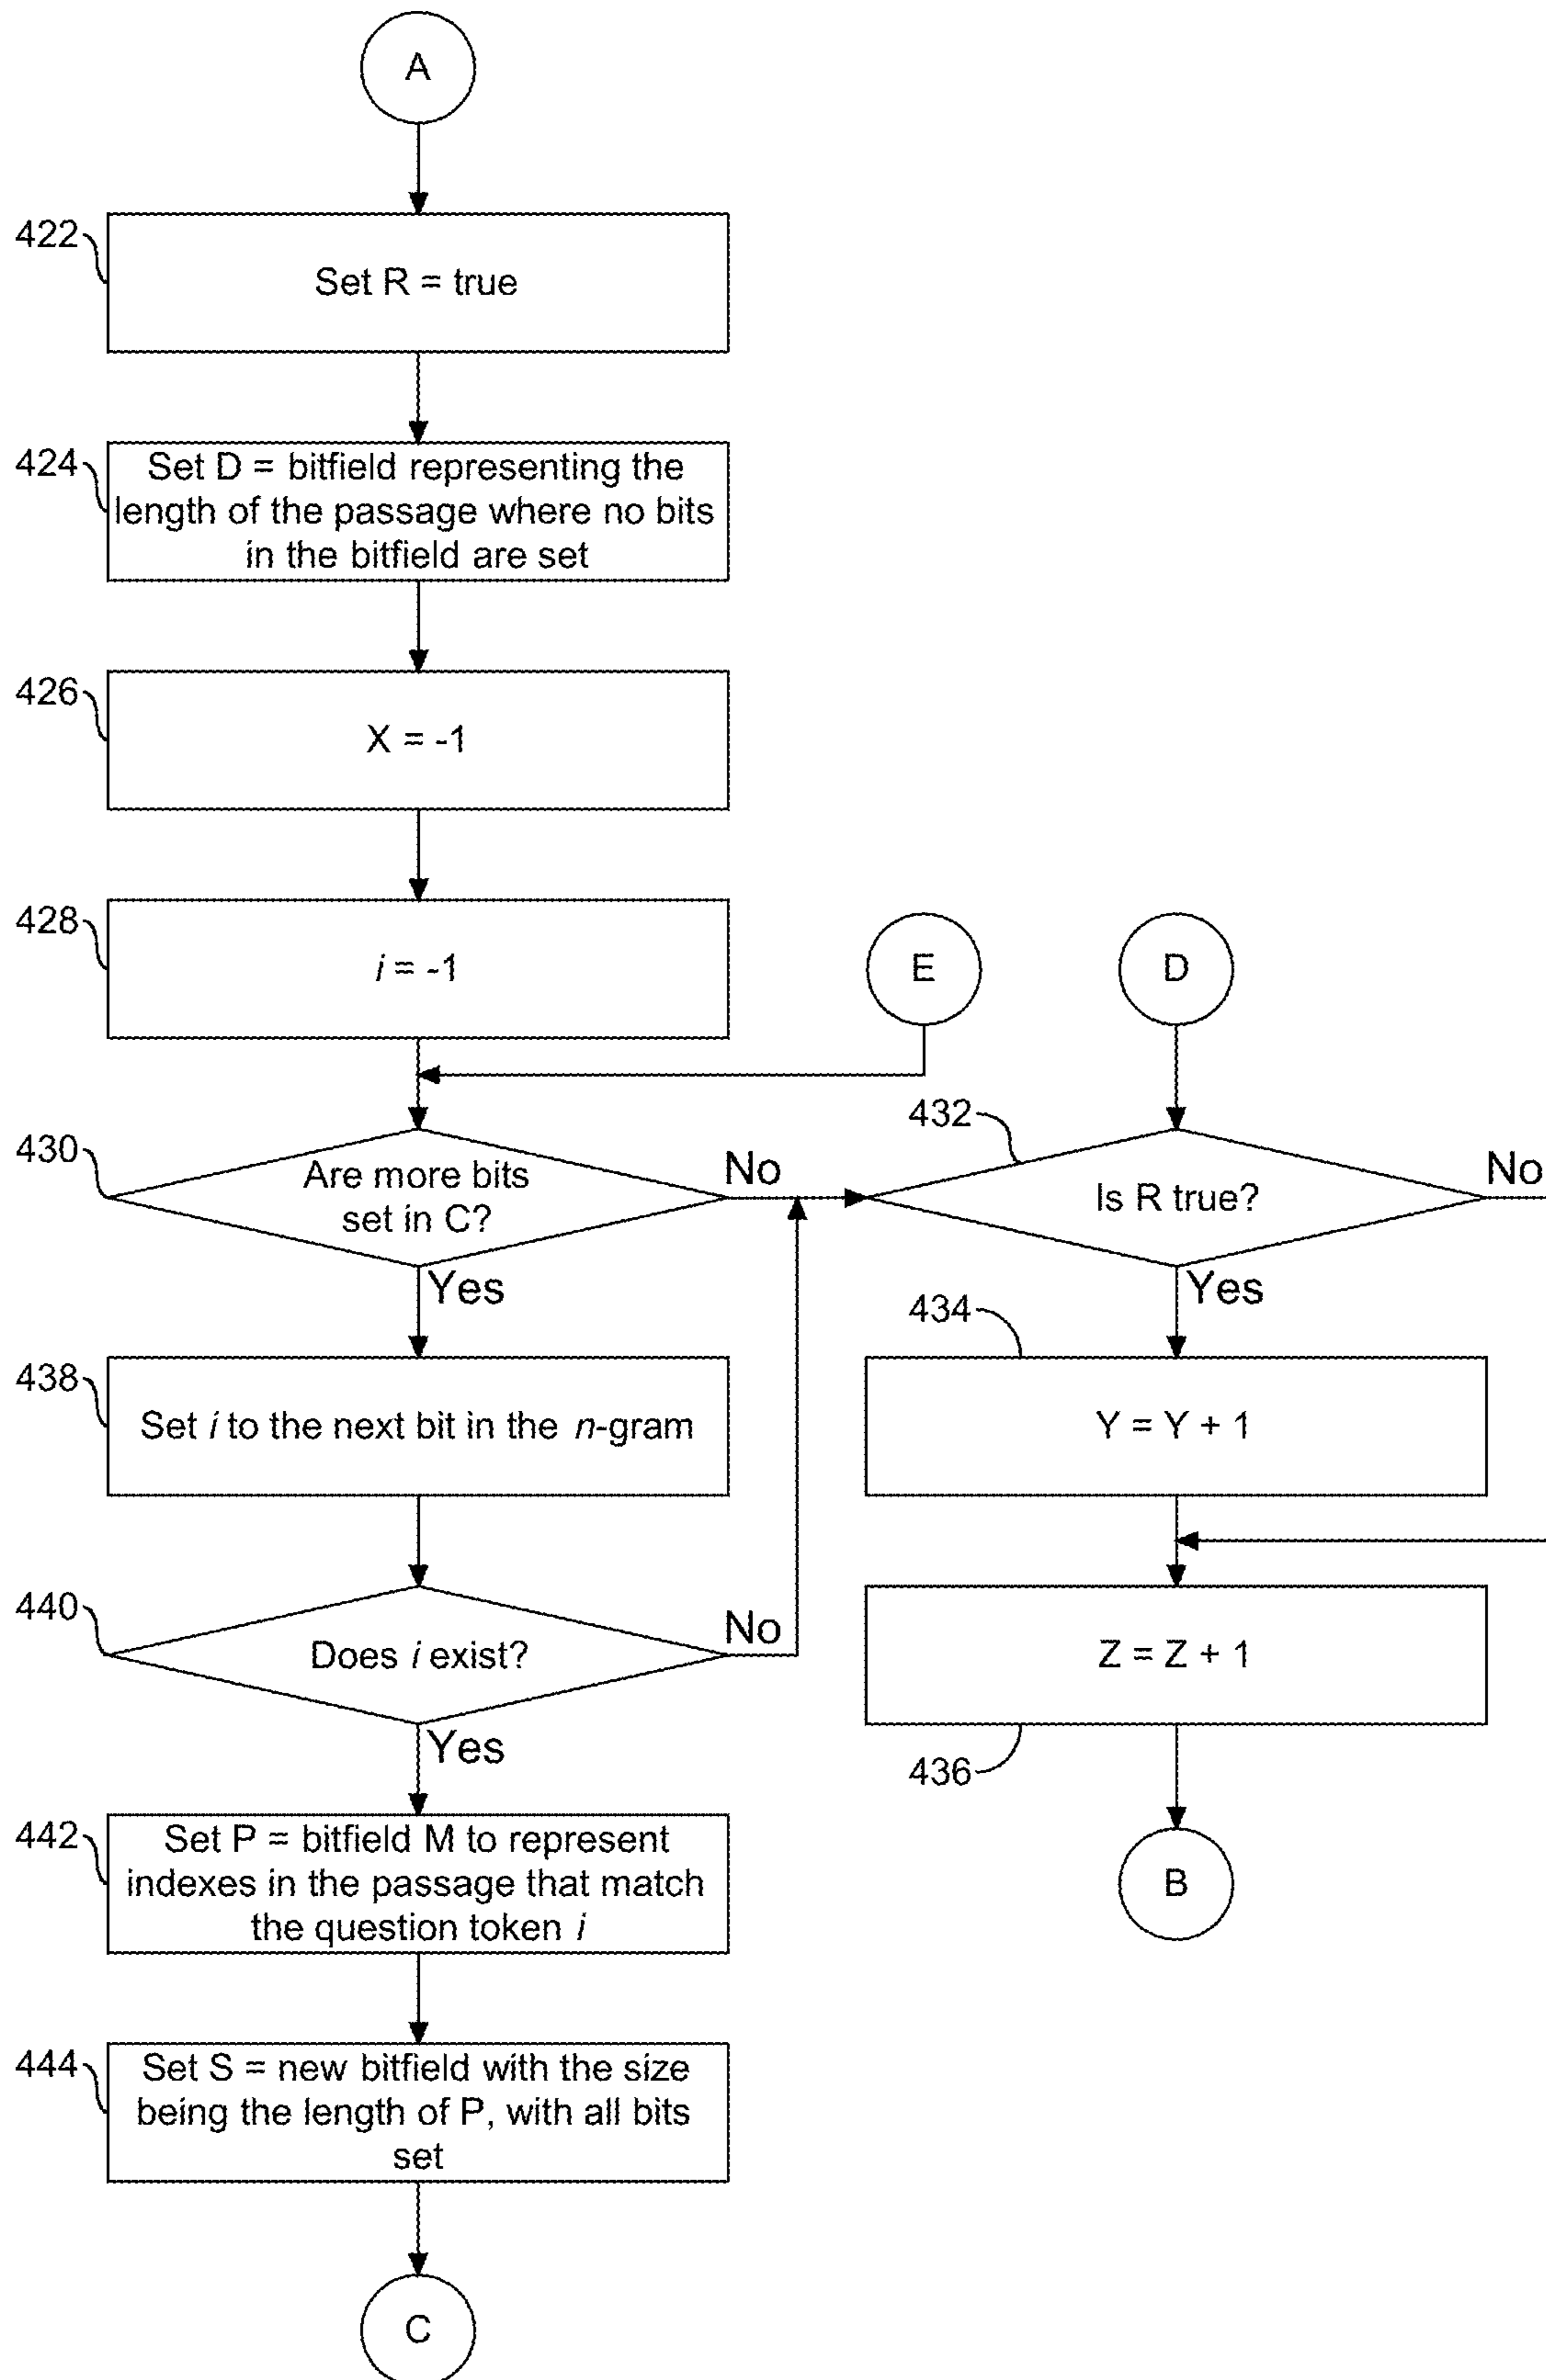 A
422
Set R = true
424
Set D = bitfield representing the
length of the passage where no bits
in the bitfield are set
426
X = -1
428
i = -1
E
D
430
Are more bits
set in C?
No
Yes
432
Is R true?
No
Yes
434
Y = Y + 1
438
Set i to the next bit in the n-gram
440
Does i exist?
No
Yes
Z = Z + 1
436
B
442
Set P = bitfield M to represent
indexes in the passage that match
the question token i
444
Set S = new bitfield with the size
being the length of P, with all bits
set
C